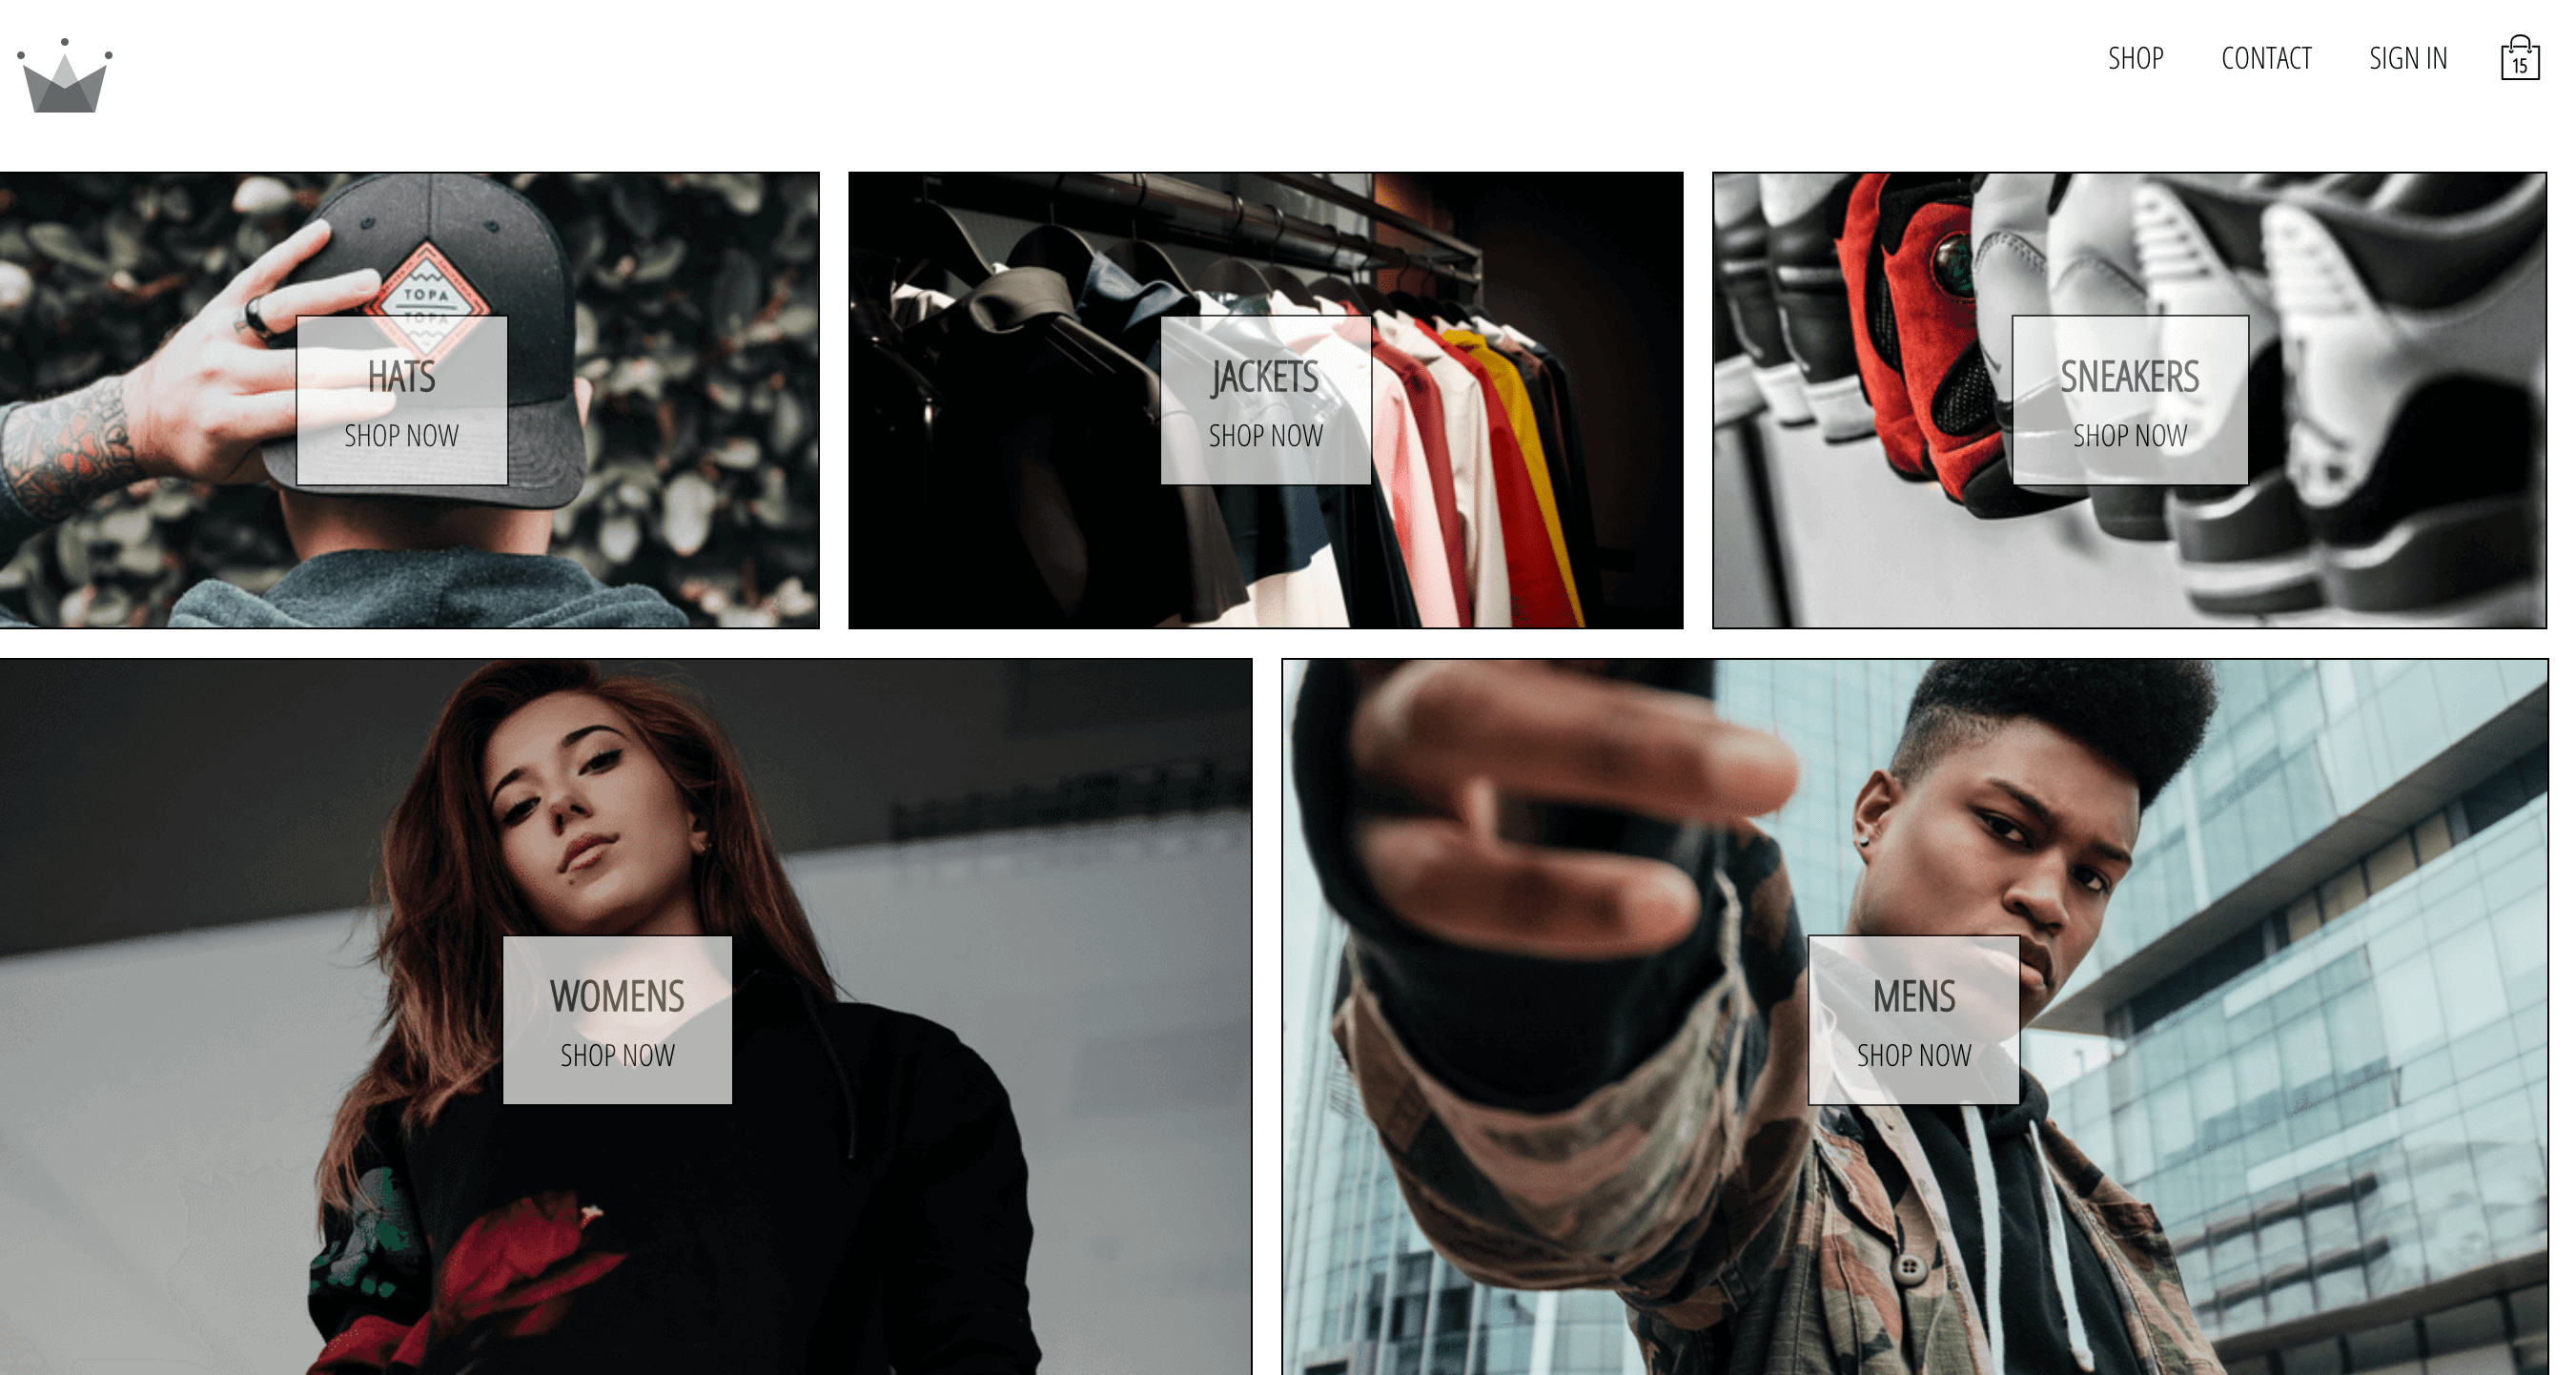 SHOP
CONTACT
SIGN IN
15
TOPA
TOPA
HATS
SHOP NOW
JACKETS
SHOP NOW
SNEAKERS
SHOP NOW
WOMENS
SHOP NOW
MENS
SHOP NOW